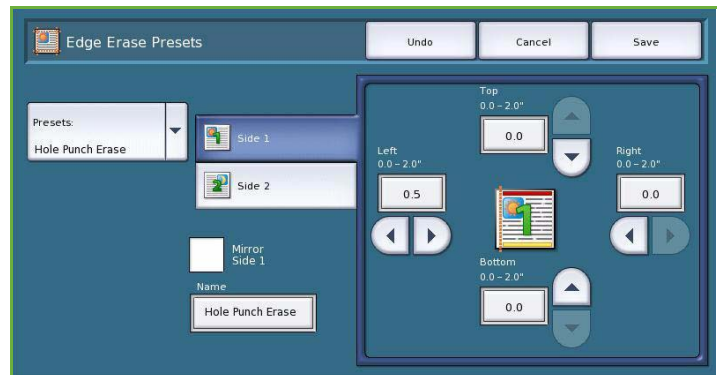 Edge Erase Presets
Undo
Cancel
Save
Presets:
Hole Punch Erase
Side 1
Side 2
Mirror
Side 1
Name
Hole Punch Erase
Top
0.0 – 2.0"
0.0
Left
0.0 – 2.0"
0.5
Right
0.0 – 2.0"
0.0
Bottom
0.0 – 2.0"
0.0